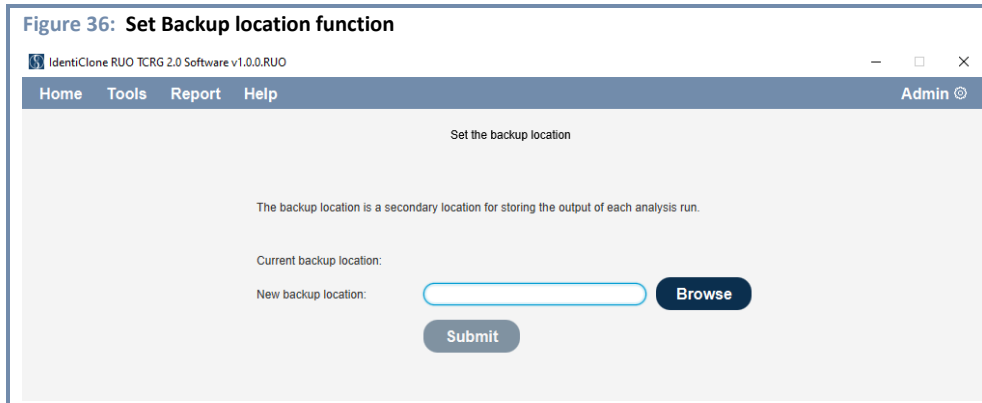 Figure 36: Set Backup location function
IdentiClone RUO TCRG 2.0 Software v1.0.0.RUO
Home Tools Report Help Admin
Set the backup location
The backup location is a secondary location for storing the output of each analysis run.
Current backup location:
New backup location: Browse
Submit